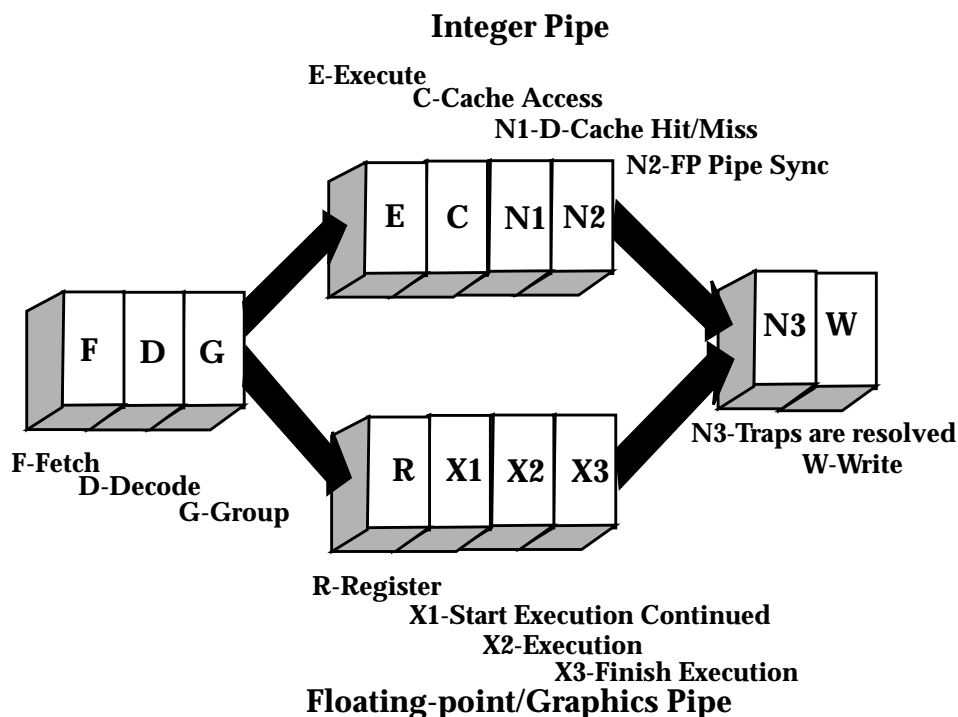 Integer Pipe
E-Execute
C-Cache Access
N1-D-Cache Hit/Miss
N2-FP Pipe Sync
E C N1 N2
F D G
N3 W
N3-Traps are resolved
W-Write
F-Fetch
D-Decode
G-Group
R X1 X2 X3
R-Register
X1-Start Execution Continued
X2-Execution
X3-Finish Execution
Floating-point/Graphics Pipe